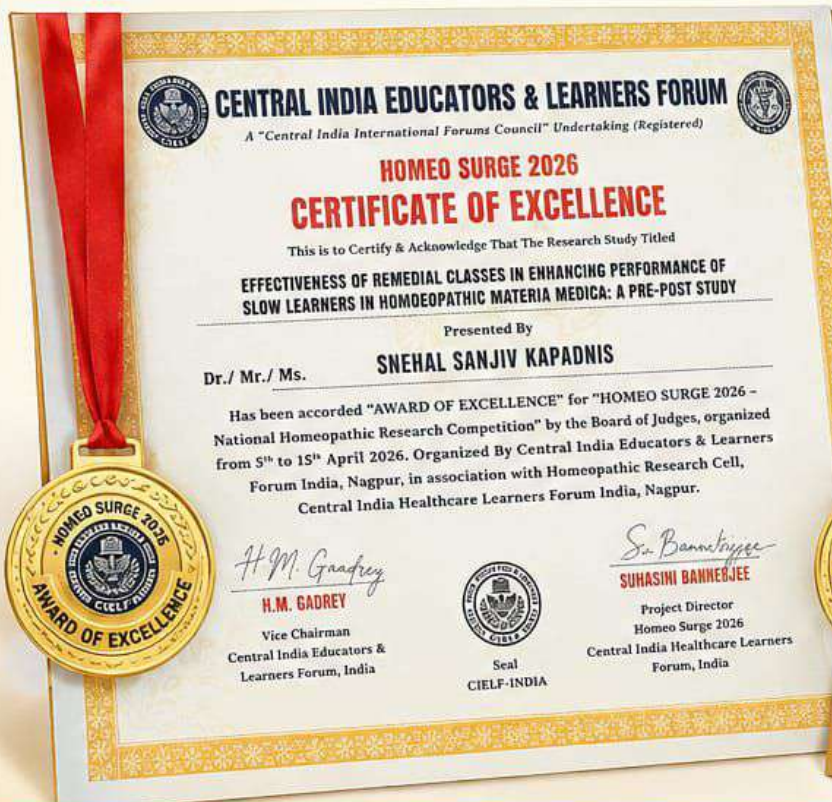 CENTRAL INDIA EDUCATORS & LEARNERS FORUM
A "Central India International Forums Council" Undertaking (Registered)
HOMEO SURGE 2026
CERTIFICATE OF EXCELLENCE
This is to Certify & Acknowledge That The Research Study Titled
EFFECTIVENESS OF REMEDIAL CLASSES IN ENHANCING PERFORMANCE OF
SLOW LEARNERS IN HOMOEOPATHIC MATERIA MEDICA: A PRE-POST STUDY
Presented By
Dr./ Mr./ Ms. SNEHAL SANJIV KAPADNIS
Has been accorded "AWARD OF EXCELLENCE" for "HOMEO SURGE 2026 –
National Homeopathic Research Competition" by the Board of Judges, organized
from 5th to 15th April 2026. Organized By Central India Educators & Learners
Forum India, Nagpur, in association with Homeopathic Research Cell,
Central India Healthcare Learners Forum India, Nagpur.
H.M. GADREY
Vice Chairman
Central India Educators &
Learners Forum, India
Seal
CIELF-INDIA
SUHASINI BANNERJEE
Project Director
Homeo Surge 2026
Central India Healthcare Learners
Forum, India
HOMEO SURGE 2026
AWARD OF EXCELLENCE